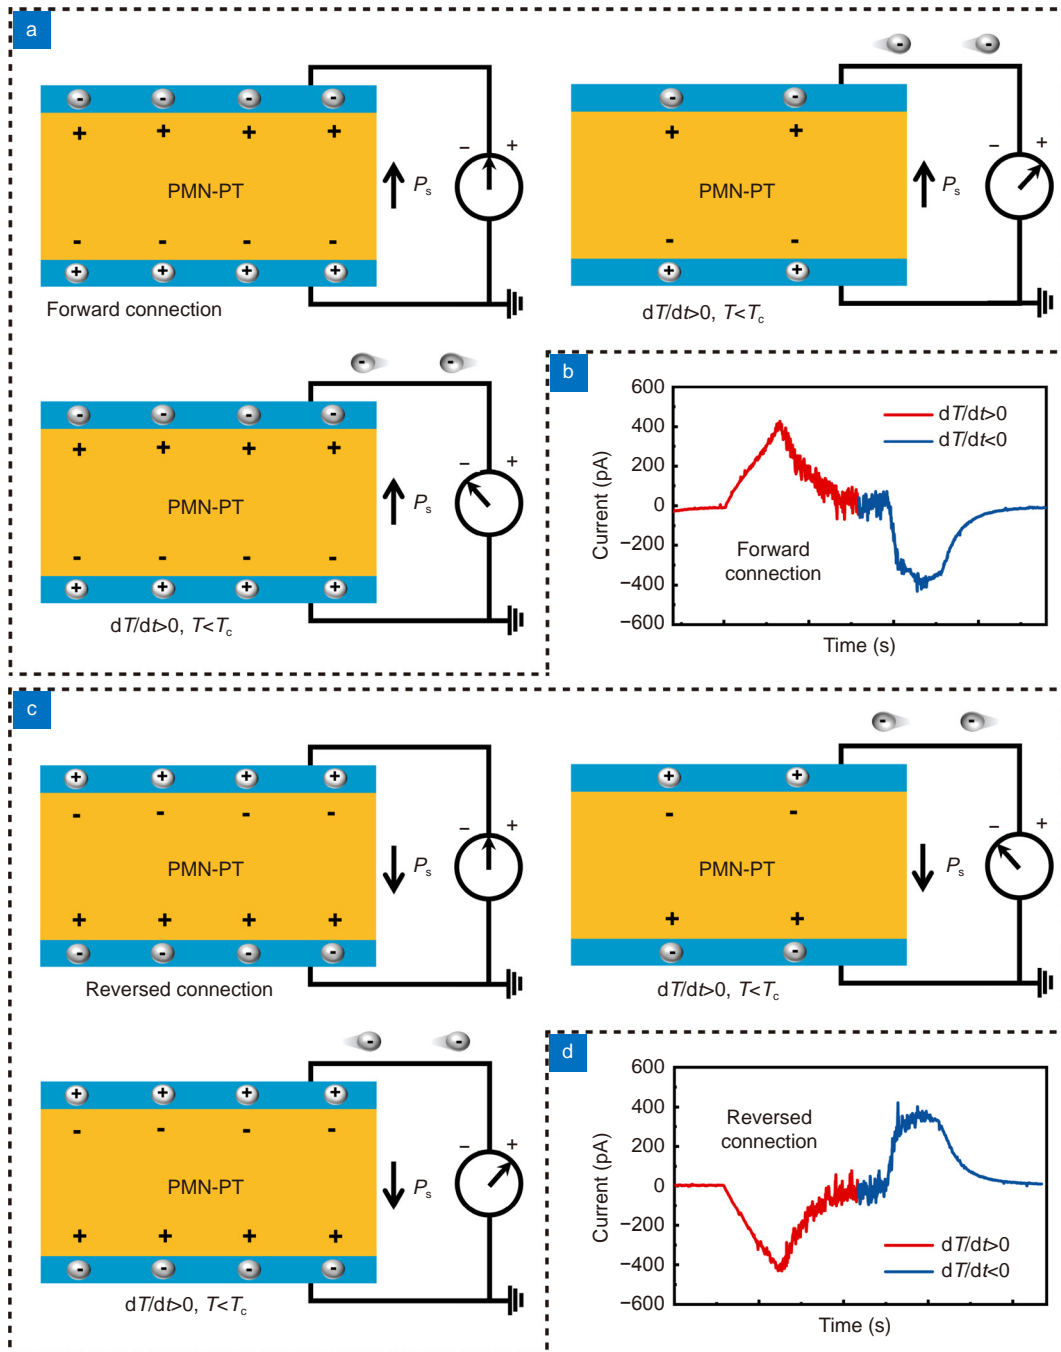 a
PMN-PT
Ps
− +
Forward connection
PMN-PT
Ps
− +
dT/dt>0, T<Tc
PMN-PT
Ps
− +
dT/dt>0, T<Tc
b
600
400
200
0
−200
−400
−600
Current (pA)
dT/dt>0
dT/dt<0
Forward
connection
Time (s)
c
PMN-PT
Ps
− +
Reversed connection
PMN-PT
Ps
− +
dT/dt>0, T<Tc
PMN-PT
Ps
− +
dT/dt>0, T<Tc
d
600
400
200
0
−200
−400
−600
Current (pA)
Reversed
connection
dT/dt>0
dT/dt<0
Time (s)